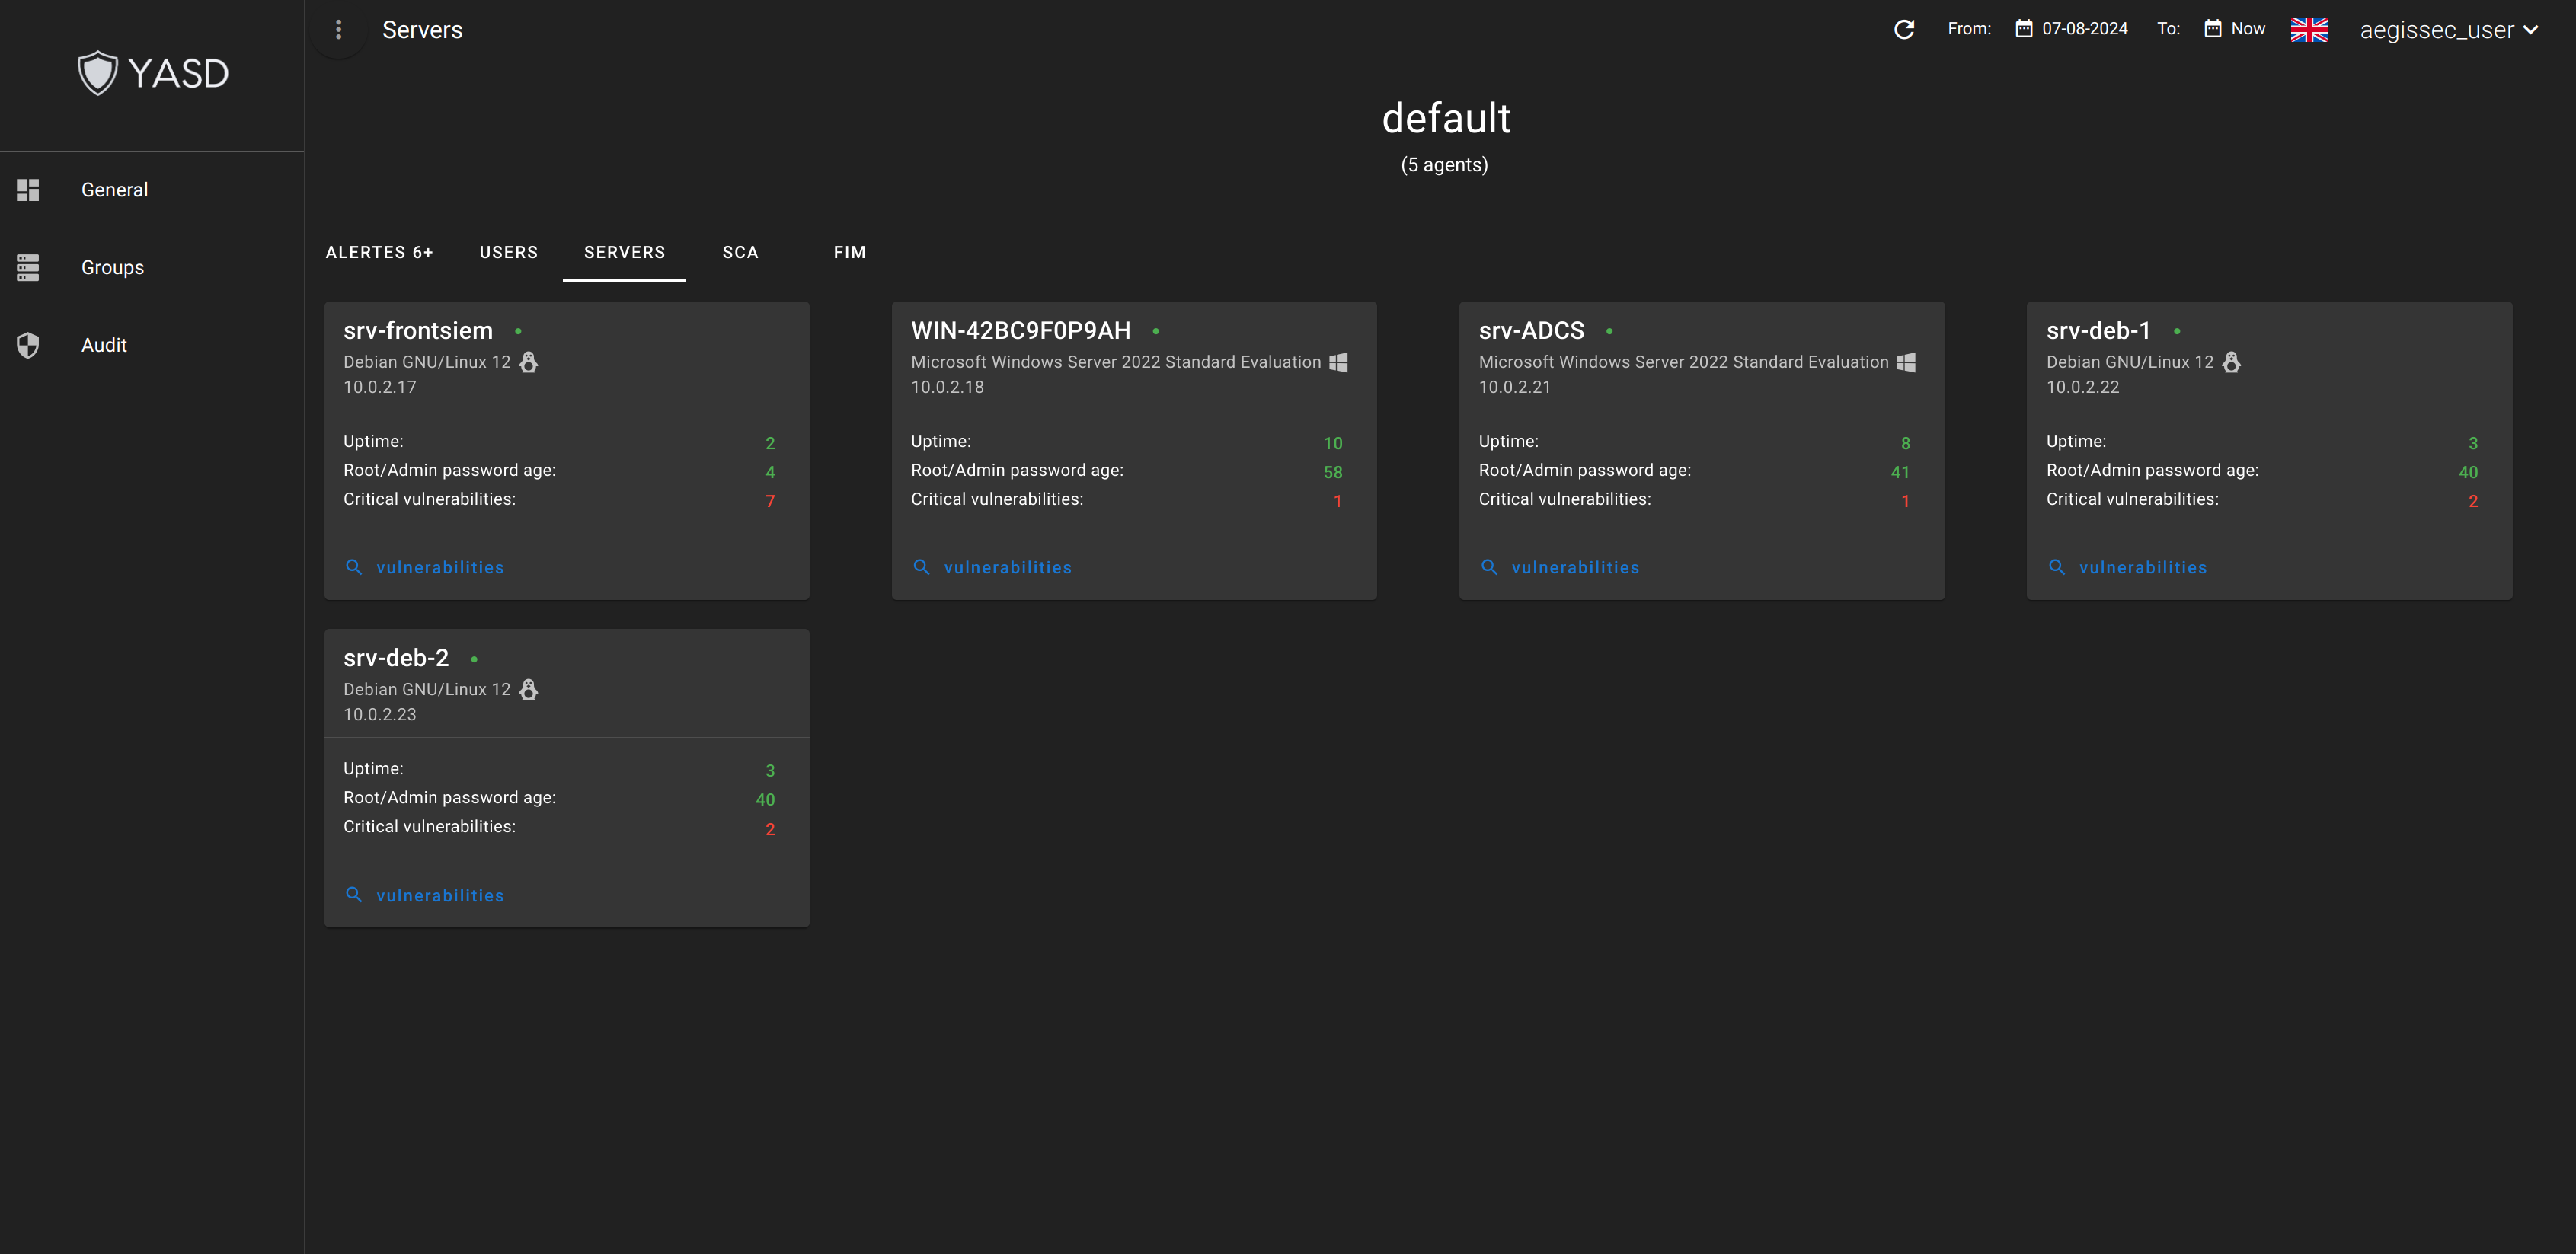 YASD
General
Groups
Audit
Servers
From: 07-08-2024 To: Now aegissec_user
default
(5 agents)
ALERTES 6+ USERS SERVERS SCA FIM
srv-frontsiem
Debian GNU/Linux 12
10.0.2.17
Uptime: 2
Root/Admin password age: 4
Critical vulnerabilities: 7
vulnerabilities
WIN-42BC9F0P9AH
Microsoft Windows Server 2022 Standard Evaluation
10.0.2.18
Uptime: 10
Root/Admin password age: 58
Critical vulnerabilities: 1
vulnerabilities
srv-ADCS
Microsoft Windows Server 2022 Standard Evaluation
10.0.2.21
Uptime: 8
Root/Admin password age: 41
Critical vulnerabilities: 1
vulnerabilities
srv-deb-1
Debian GNU/Linux 12
10.0.2.22
Uptime: 3
Root/Admin password age: 40
Critical vulnerabilities: 2
vulnerabilities
srv-deb-2
Debian GNU/Linux 12
10.0.2.23
Uptime: 3
Root/Admin password age: 40
Critical vulnerabilities: 2
vulnerabilities